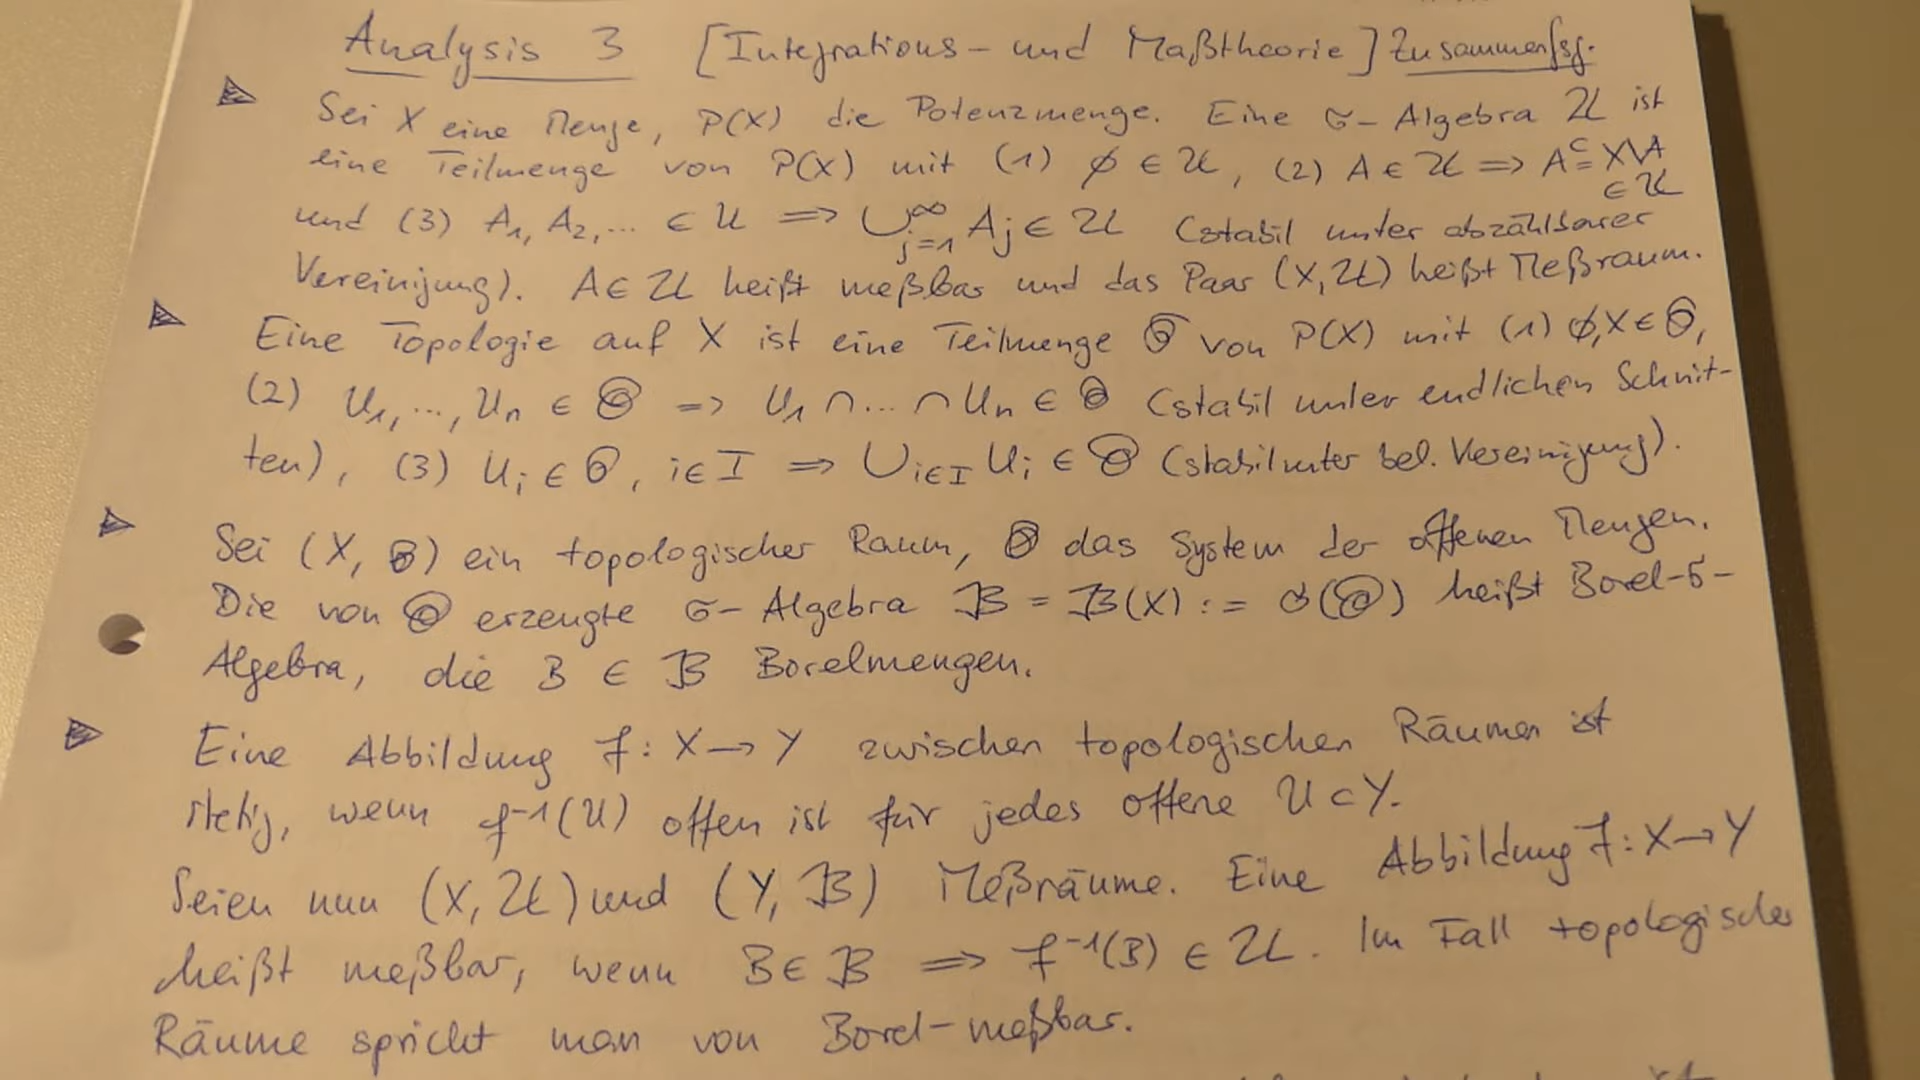 Analysis 3 [Integrations- und Maßtheorie] Zusammenfsg.
Sei X eine Menge, P(X) die Potenzmenge. Eine σ-Algebra 𝒰 ist
eine Teilmenge von P(X) mit (1) ∅ ∈ 𝒰, (2) A ∈ 𝒰 ⇒ Aᶜ = X\A ∈ 𝒰
und (3) A₁, A₂, ... ∈ 𝒰 ⇒ ∪_{j=1}^∞ Aj ∈ 𝒰 (stabil unter abzählbarer
Vereinigung). A ∈ 𝒰 heißt meßbar und das Paar (X, 𝒰) heißt Meßraum.
Eine Topologie auf X ist eine Teilmenge 𝒪 von P(X) mit (1) ∅, X ∈ 𝒪,
(2) U₁, ..., Uₙ ∈ 𝒪 ⇒ U₁ ∩ ... ∩ Uₙ ∈ 𝒪 (stabil unter endlichen Schnit-
ten), (3) Uᵢ ∈ 𝒪, i ∈ I ⇒ ∪_{i∈I} Uᵢ ∈ 𝒪 (stabil unter bel. Vereinigung).
Sei (X, 𝒪) ein topologischer Raum, 𝒪 das System der offenen Mengen.
Die von 𝒪 erzeugte σ-Algebra 𝔹 = 𝔹(X) := σ(𝒪) heißt Borel-σ-
Algebra, die B ∈ 𝔹 Borelmengen.
Eine Abbildung f: X → Y zwischen topologischen Räumen ist
stetig, wenn f⁻¹(U) offen ist für jedes offene U ⊂ Y.
Seien nun (X, 𝒰) und (Y, 𝔹) Meßräume. Eine Abbildung f: X → Y
heißt meßbar, wenn B ∈ 𝔹 ⇒ f⁻¹(B) ∈ 𝒰. Im Fall topologischer
Räume spricht man von Borel-meßbar.